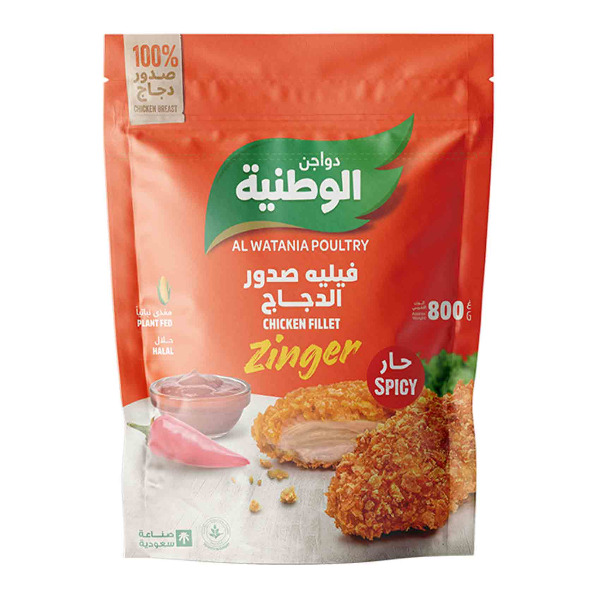 100%
صدور
دجاج
CHICKEN BREAST
دواجن
الوطنية
AL WATANIA POULTRY
فيليه صدور
الدجاج
CHICKEN FILLET
Zinger
مغذى نباتياً
PLANT FED
حلال
HALAL
800
حار
SPICY
صناعة
سعودية